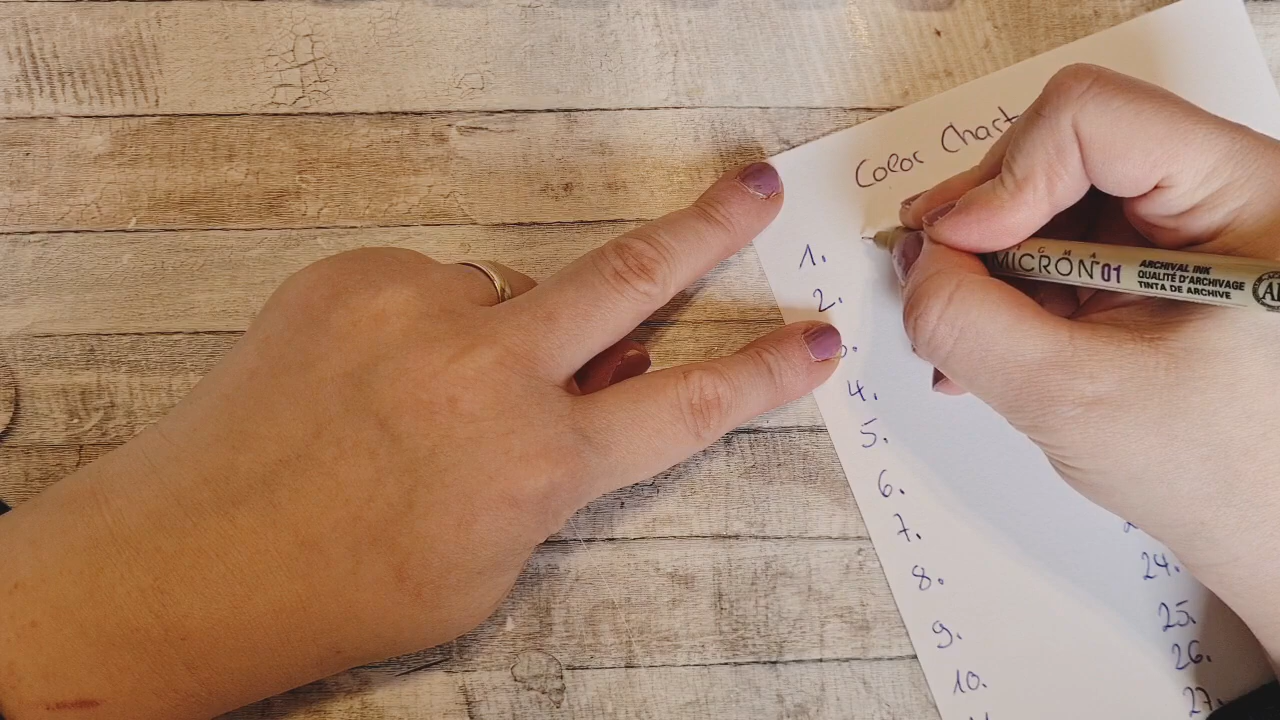 Color Chart
1.
2.
4.
5.
6.
7.
8.
9.
10.
24.
25.
26.
27.
MICRON 01
ARCHIVAL INK
QUALITÉ D'ARCHIVAGE
TINTA DE ARCHIVE